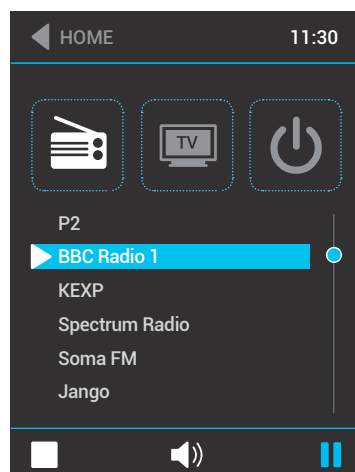 HOME 11:30
TV
P2
BBC Radio 1
KEXP
Spectrum Radio
Soma FM
Jango